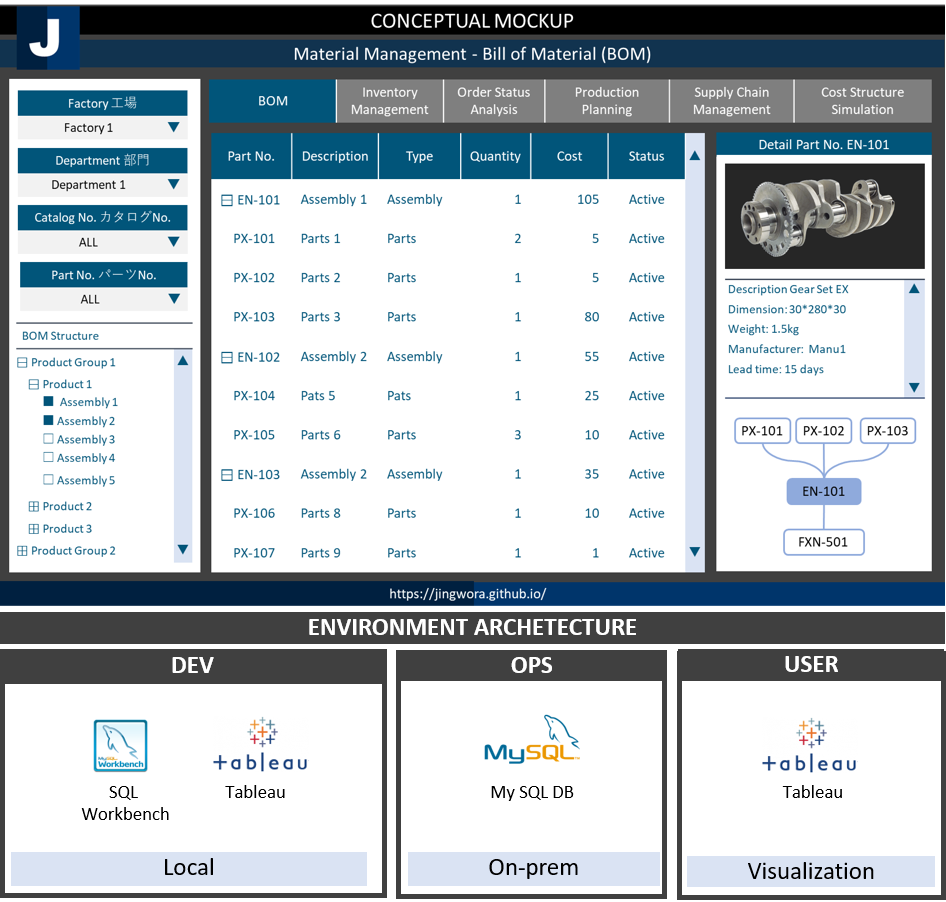 J
CONCEPTUAL MOCKUP
Material Management - Bill of Material (BOM)
Factory 工場
Factory 1
Department 部門
Department 1
Catalog No. カタログNo.
ALL
Part No. パーツNo.
ALL
BOM Structure
Product Group 1
Product 1
Assembly 1
Assembly 2
Assembly 3
Assembly 4
Assembly 5
Product 2
Product 3
Product Group 2
BOM
Inventory
Management
Order Status
Analysis
Production
Planning
Supply Chain
Management
Cost Structure
Simulation
Part No. Description Type Quantity Cost Status
EN-101 Assembly 1 Assembly 1 105 Active
PX-101 Parts 1 Parts 2 5 Active
PX-102 Parts 2 Parts 1 5 Active
PX-103 Parts 3 Parts 1 80 Active
EN-102 Assembly 2 Assembly 1 55 Active
PX-104 Pats 5 Pats 1 25 Active
PX-105 Parts 6 Parts 3 10 Active
EN-103 Assembly 2 Assembly 1 35 Active
PX-106 Parts 8 Parts 1 10 Active
PX-107 Parts 9 Parts 1 1 Active
Detail Part No. EN-101
Description Gear Set EX
Dimension: 30*280*30
Weight: 1.5kg
Manufacturer: Manu1
Lead time: 15 days
PX-101 PX-102 PX-103
EN-101
FXN-501
https://jingwora.github.io/
ENVIRONMENT ARCHETECTURE
DEV
MySQL
Workbench
SQL
Workbench
tableau
Tableau
Local
OPS
MySQL
My SQL DB
On-prem
USER
tableau
Tableau
Visualization